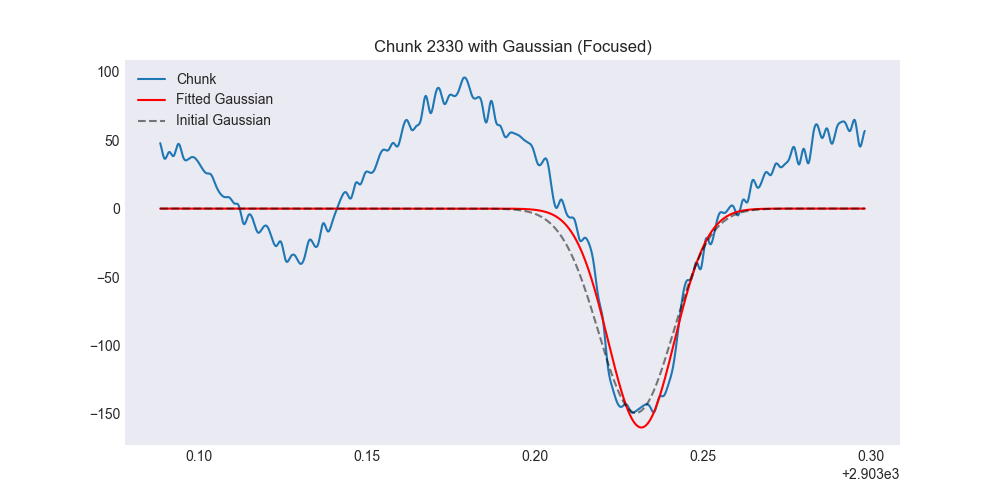 Chunk 2330 with Gaussian (Focused)
Chunk
Fitted Gaussian
Initial Gaussian
100
50
0
−50
−100
−150
0.10 0.15 0.20 0.25 0.30
+2.903e3